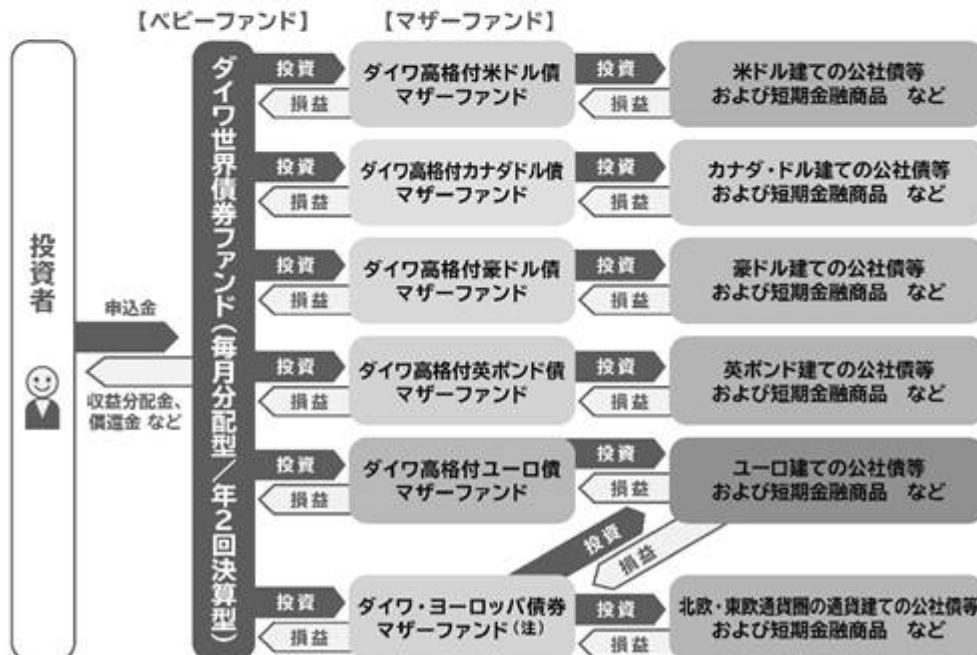 【ベビーファンド】
【マザーファンド】
投資者
申込金
収益分配金、
償還金 など
ダイワ世界債券ファンド(毎月分配型/年2回決算型)
投資
損益
ダイワ高格付米ドル債
マザーファンド
投資
損益
米ドル建ての公社債等
および短期金融商品 など
投資
損益
ダイワ高格付カナダドル債
マザーファンド
投資
損益
カナダ・ドル建ての公社債等
および短期金融商品 など
投資
損益
ダイワ高格付豪ドル債
マザーファンド
投資
損益
豪ドル建ての公社債等
および短期金融商品 など
投資
損益
ダイワ高格付英ポンド債
マザーファンド
投資
損益
英ポンド建ての公社債等
および短期金融商品 など
投資
損益
ダイワ高格付ユーロ債
マザーファンド
投資
損益
ユーロ建ての公社債等
および短期金融商品 など
投資
損益
投資
損益
ダイワ・ヨーロッパ債券
マザーファンド(注)
投資
損益
北欧・東欧通貨圏の通貨建ての公社債等
および短期金融商品 など